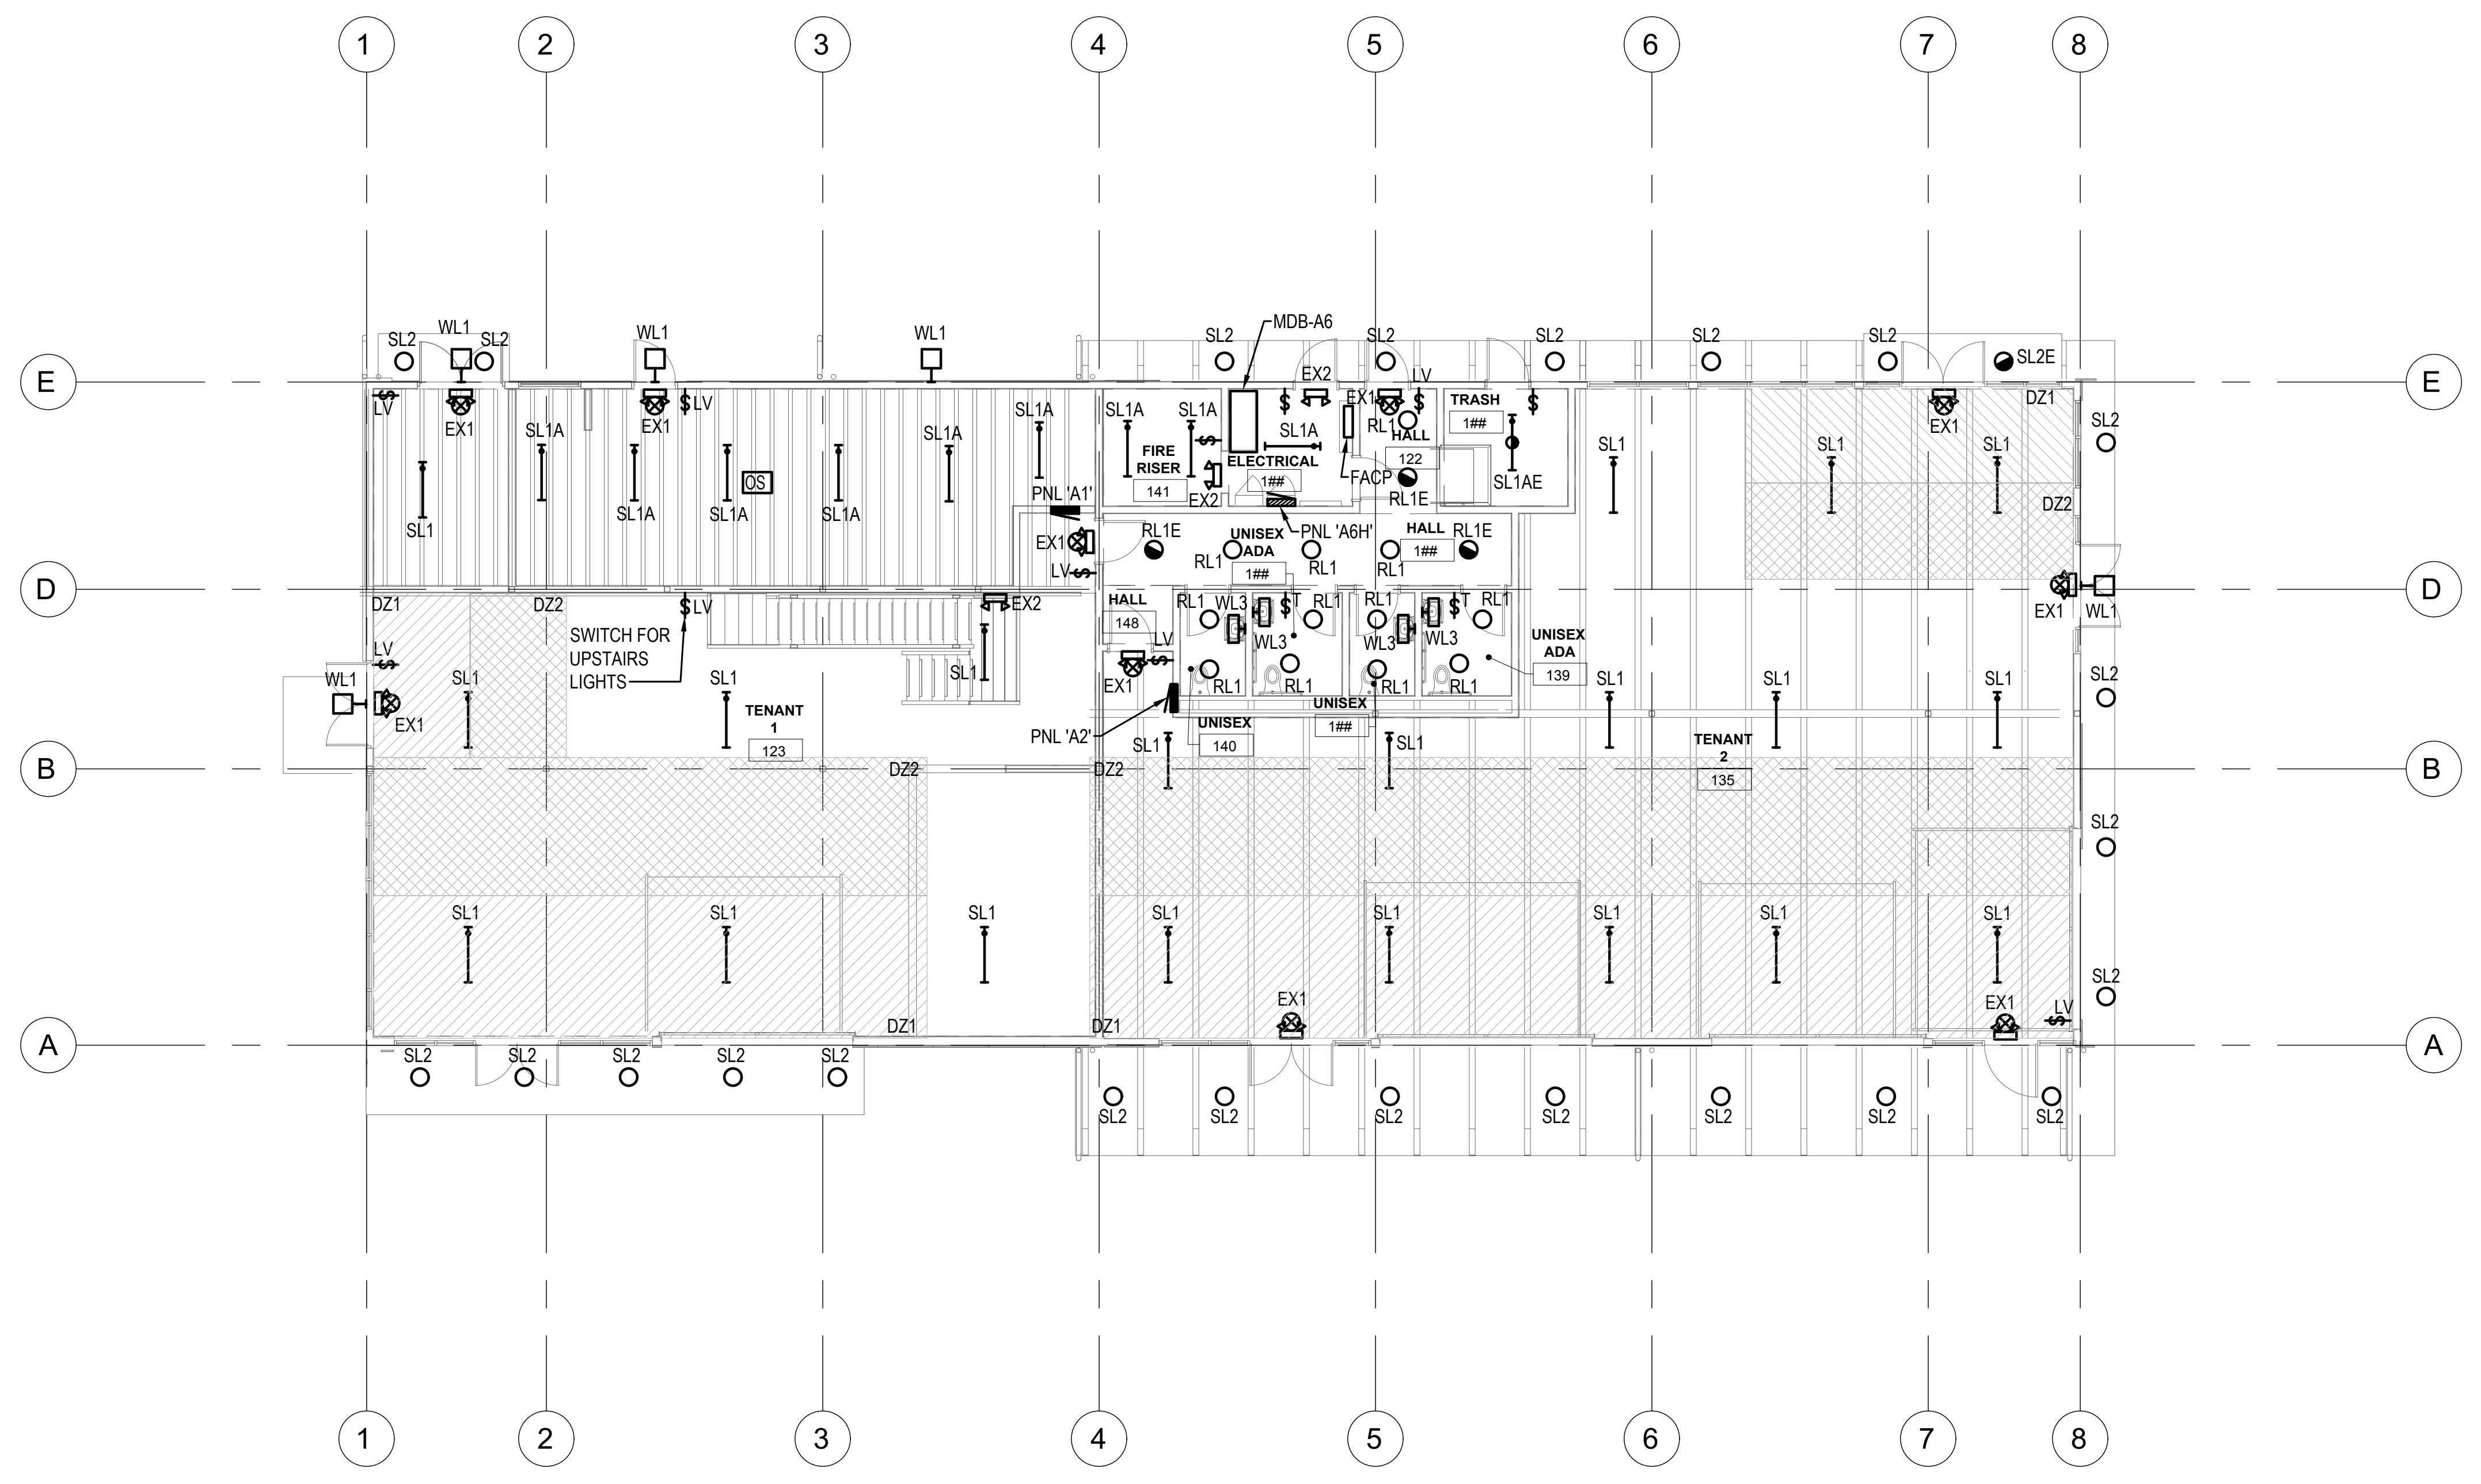 1 2 3 4 5 6 7 8
MDB-A6
SL2 WL1 SL2 WL1 WL1 SL2 SL2 SL2 SL2 SL2 SL2E
E E
LV EX1 EX1 LV EX2 EX1 LV DZ1 EX1
TRASH
1##
SL1A SL1A SL1A SL1A SL1A RL1 SL2
HALL
122
SL1 SL1 SL1
FIRE
RISER
141
ELECTRICAL
1##
OS
FACP
SL1AE
RL1E
EX2
PNL 'A1'
SL1 SL1A SL1A SL1A
DZ2
PNL 'A6H'
EX1 RL1E
UNISEX
ADA
1##
HALL
1##
RL1E
RL1 RL1 RL1
LV
D D
DZ1 DZ2 LV EX2
HALL
148
RL1 WL3 T RL1 RL1 T RL1
EX1 WL1
SWITCH FOR
UPSTAIRS
LIGHTS
LV
WL3 WL3 WL3
UNISEX
ADA
139
LV
SL1 SL1 SL1
EX1
RL1 RL1 RL1 RL1
SL1 SL1 SL1
SL2
WL1
EX1
TENANT
1
123
UNISEX
140
UNISEX
1##
PNL 'A2'
SL1 SL1
TENANT
2
135
B B
DZ2 DZ2
SL2
SL1 SL1 SL1 SL1 SL1 SL1 SL1 SL1
SL2
EX1 EX1 LV
DZ1 DZ1
A A
SL2 SL2 SL2 SL2 SL2
SL2 SL2 SL2 SL2 SL2 SL2 SL2
1 2 3 4 5 6 7 8